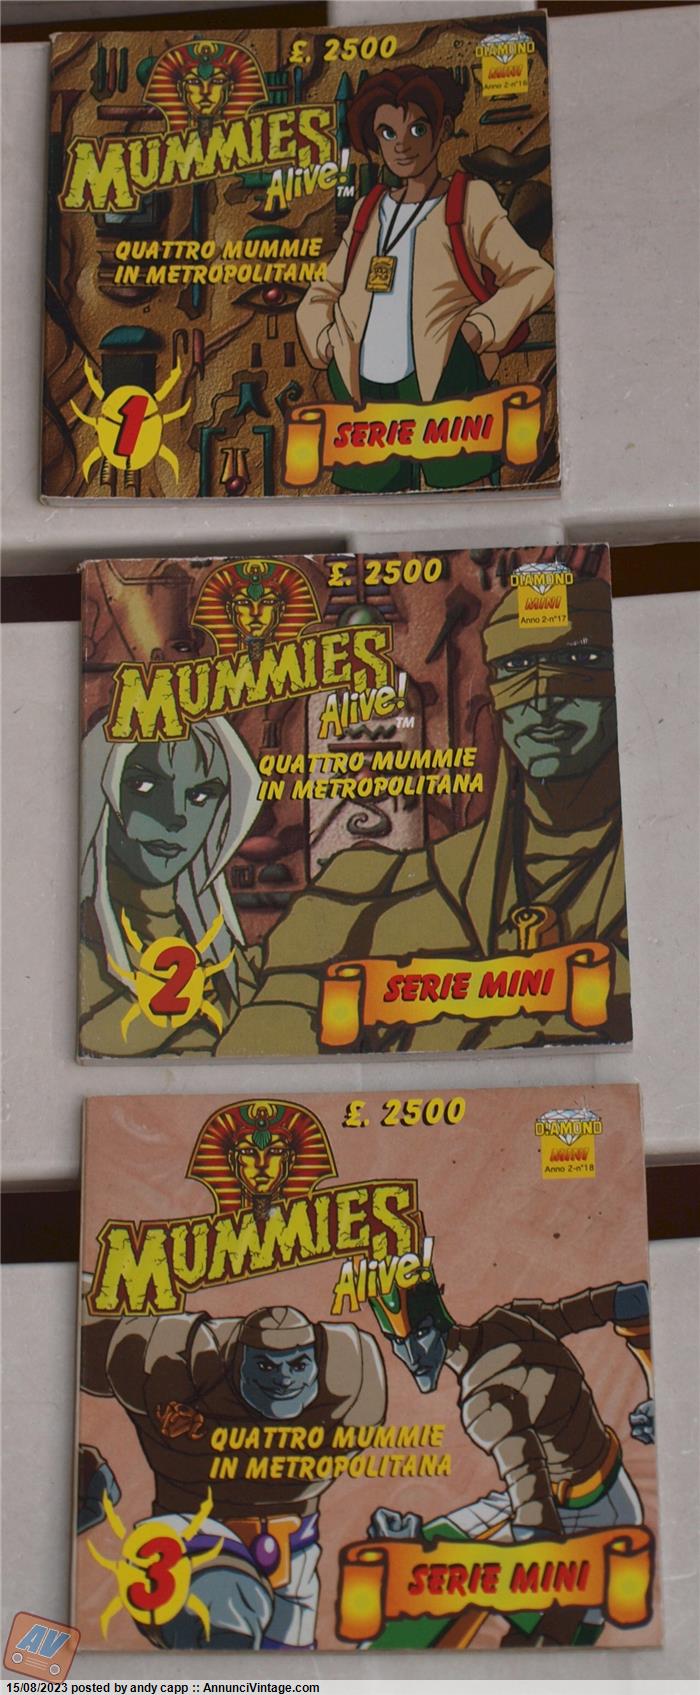 £. 2500
DIAMOND
MINI
Anno 2-n°16
MUMMIES
Alive!™
QUATTRO MUMMIE
IN METROPOLITANA
1
SERIE MINI
£. 2500
DIAMOND
MINI
Anno 2-n°17
MUMMIES
Alive!
TM
QUATTRO MUMMIE
IN METROPOLITANA
2
SERIE MINI
£. 2500
DIAMOND
MINI
Anno 2-n°18
MUMMIES
Alive!
QUATTRO MUMMIE
IN METROPOLITANA
3
SERIE MINI
AV
15/08/2023 posted by andy capp :: AnnunciVintage.com